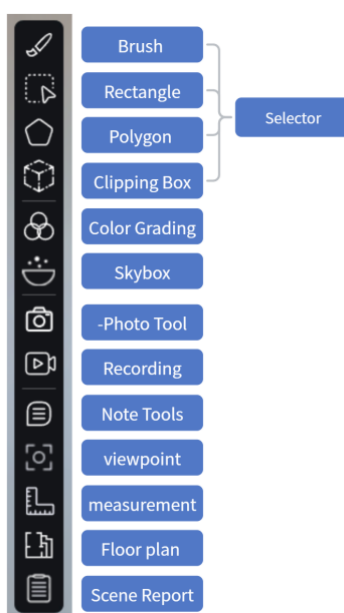 Brush
Rectangle
Selector
Polygon
Clipping Box
Color Grading
Skybox
-Photo Tool
Recording
Note Tools
viewpoint
measurement
Floor plan
Scene Report